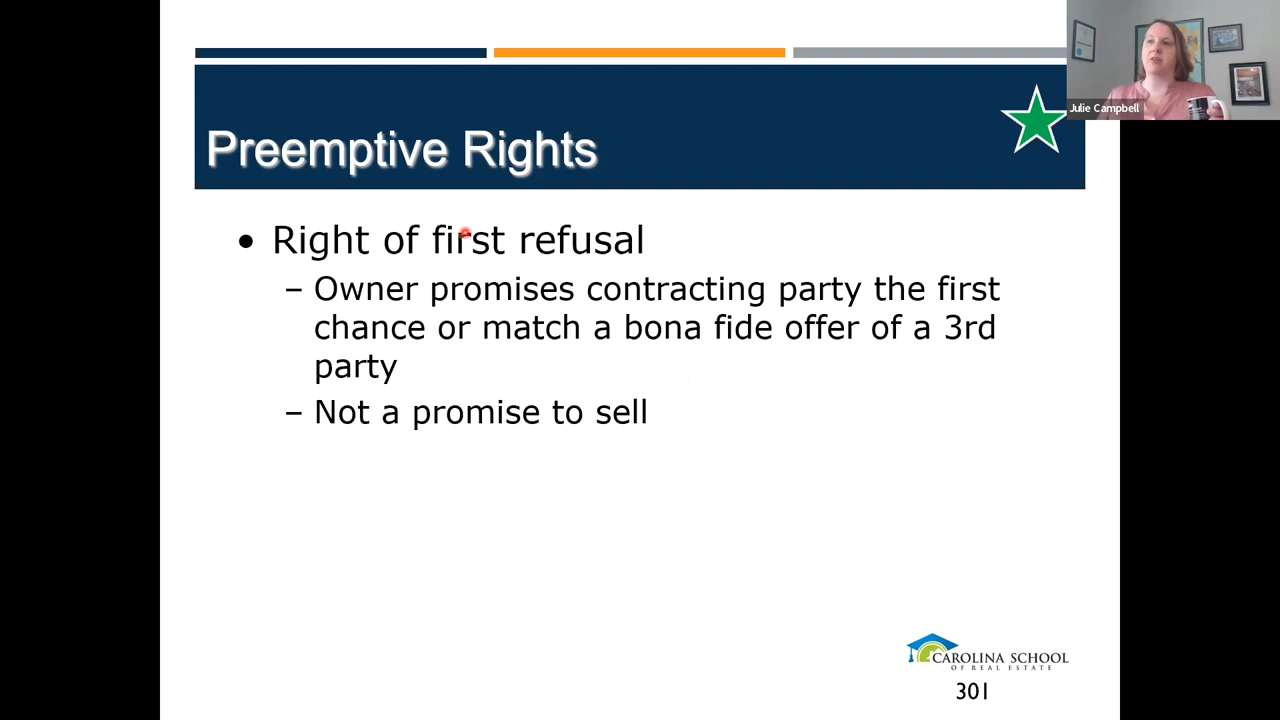 Julie Campbell
Preemptive Rights
• Right of first refusal
– Owner promises contracting party the first
chance or match a bona fide offer of a 3rd
party
– Not a promise to sell
CAROLINA SCHOOL
OF REAL ESTATE
301